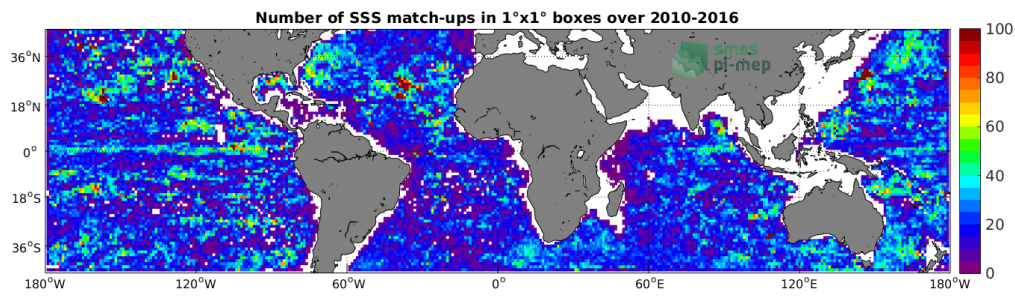 Number of SSS match-ups in 1°x1° boxes over 2010-2016
smos
pi-mep
36°N
18°N
0°
18°S
36°S
180°W
120°W
60°W
0°
60°E
120°E
180°W
100
80
60
40
20
0